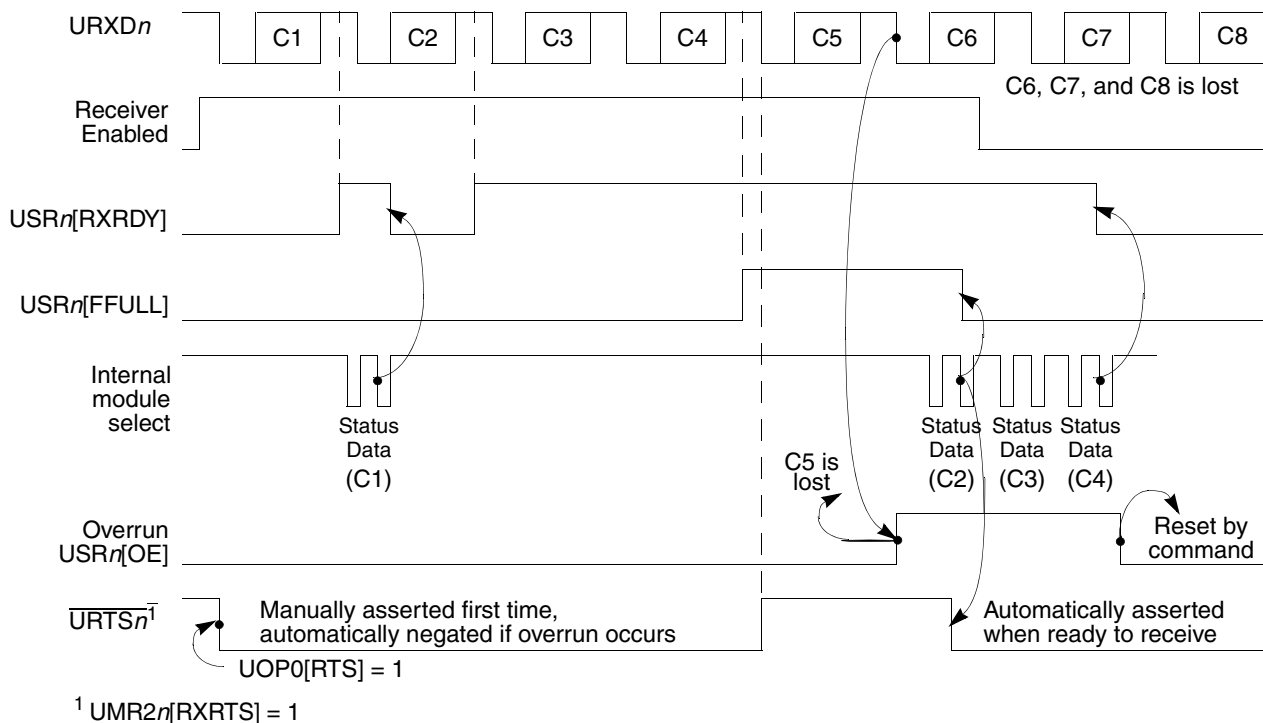 URXDn
C1 C2 C3 C4 C5 C6 C7 C8
C6, C7, and C8 is lost
Receiver
Enabled
USRn[RXRDY]
USRn[FFULL]
Internal
module
select
Status
Data
(C1)
Status
Data
(C2)
Status
Data
(C3)
Status
Data
(C4)
C5 is
lost
Overrun
USRn[OE]
Reset by
command
URTSn¹
Manually asserted first time,
automatically negated if overrun occurs
Automatically asserted
when ready to receive
UOP0[RTS] = 1
¹ UMR2n[RXRTS] = 1